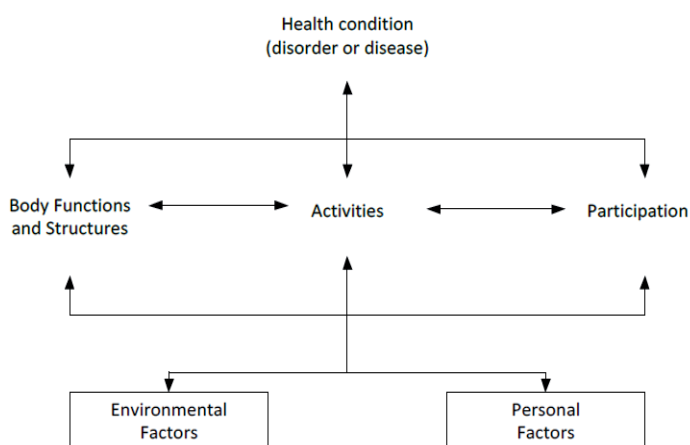 Health condition
(disorder or disease)
Body Functions
and Structures
Activities
Participation
Environmental
Factors
Personal
Factors